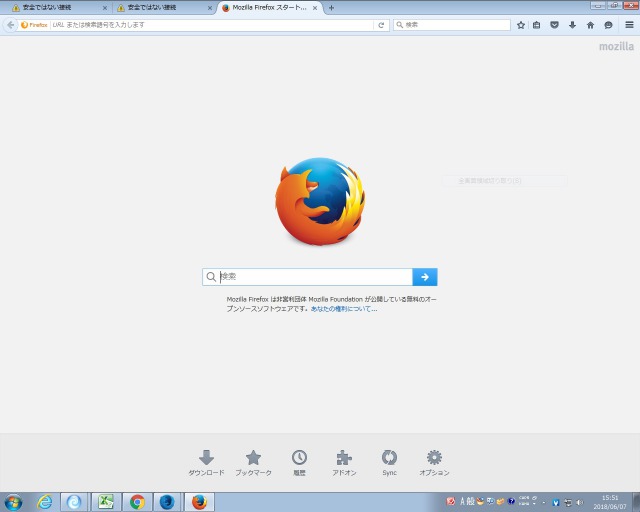 安全ではない接続
安全ではない接続
Mozilla Firefox スタート...
Firefox
URL または検索語句を入力します
検索
mozilla
検索
Mozilla Firefox は非営利団体 Mozilla Foundation が公開している無料のオー
プンソースソフトウェアです。あなたの権利について...
ダウンロード
ブックマーク
履歴
アドオン
Sync
オプション
A 般
CAPS
KANA
15:51
2018/06/07